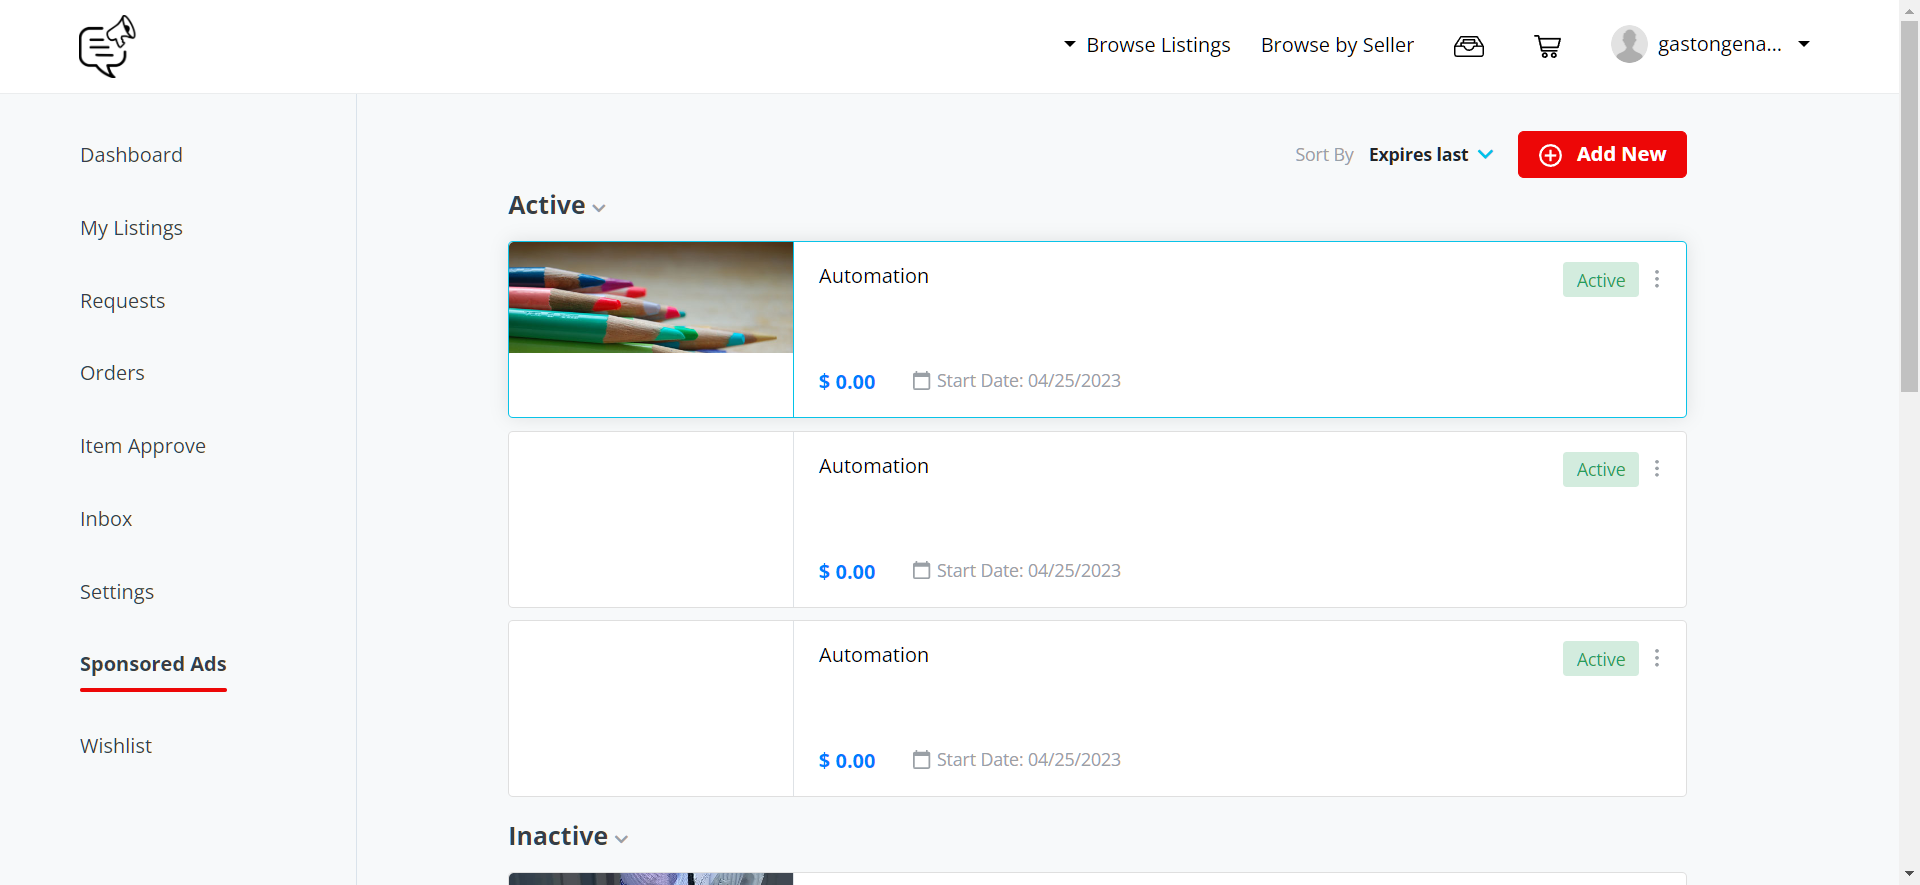 Browse Listings
Browse by Seller
gastongena...
Dashboard
My Listings
Requests
Orders
Item Approve
Inbox
Settings
Sponsored Ads
Wishlist
Sort By Expires last
Add New
Active
Automation
Active
$ 0.00
Start Date: 04/25/2023
Automation
Active
$ 0.00
Start Date: 04/25/2023
Automation
Active
$ 0.00
Start Date: 04/25/2023
Inactive